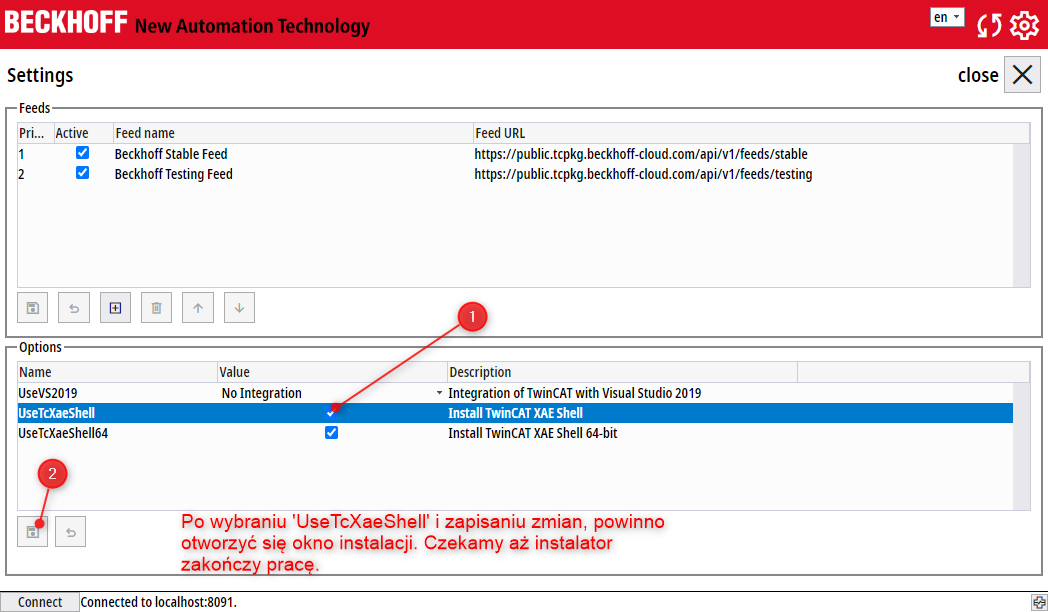 BECKHOFF New Automation Technology
en
Settings
close
Feeds
Pri... Active Feed name Feed URL
1 Beckhoff Stable Feed https://public.tcpkg.beckhoff-cloud.com/api/v1/feeds/stable
2 Beckhoff Testing Feed https://public.tcpkg.beckhoff-cloud.com/api/v1/feeds/testing
1
Options
Name Value Description
UseVS2019 No Integration Integration of TwinCAT with Visual Studio 2019
UseTcXaeShell Install TwinCAT XAE Shell
UseTcXaeShell64 Install TwinCAT XAE Shell 64-bit
2
Po wybraniu 'UseTcXaeShell' i zapisaniu zmian, powinno
otworzyć się okno instalacji. Czekamy aż instalator
zakończy pracę.
Connect Connected to localhost:8091.